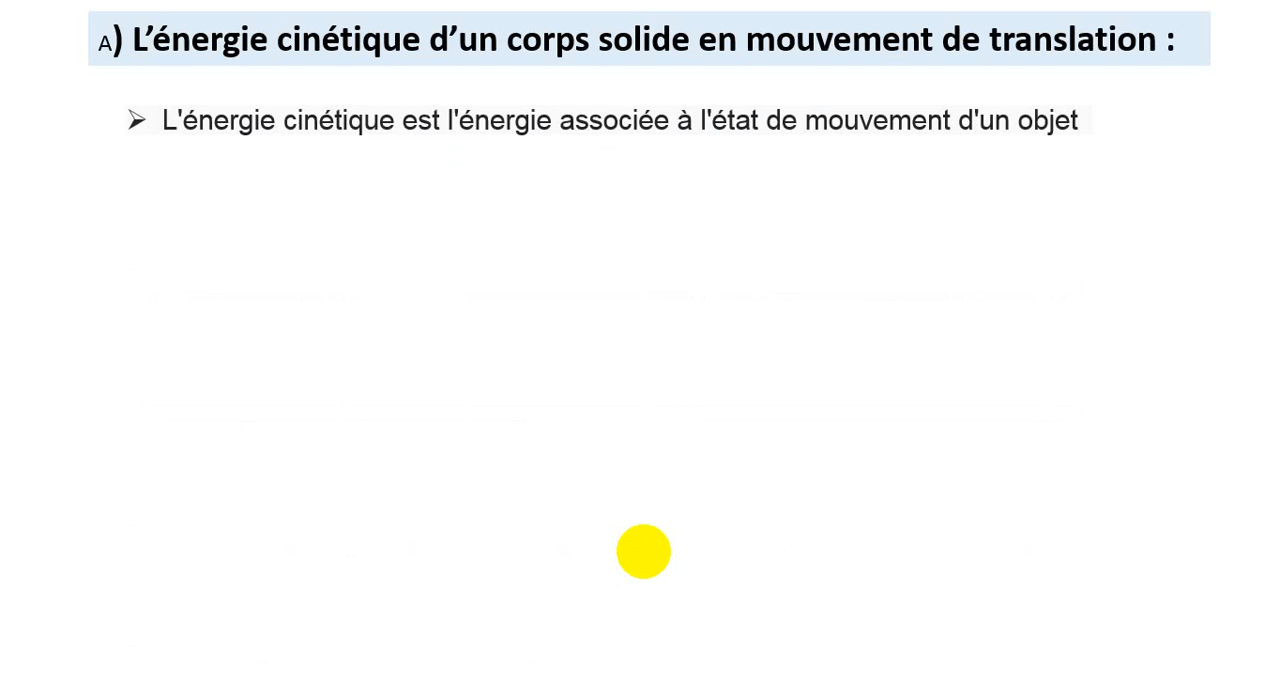 A) L’énergie cinétique d’un corps solide en mouvement de translation :
➢ L'énergie cinétique est l'énergie associée à l'état de mouvement d'un objet